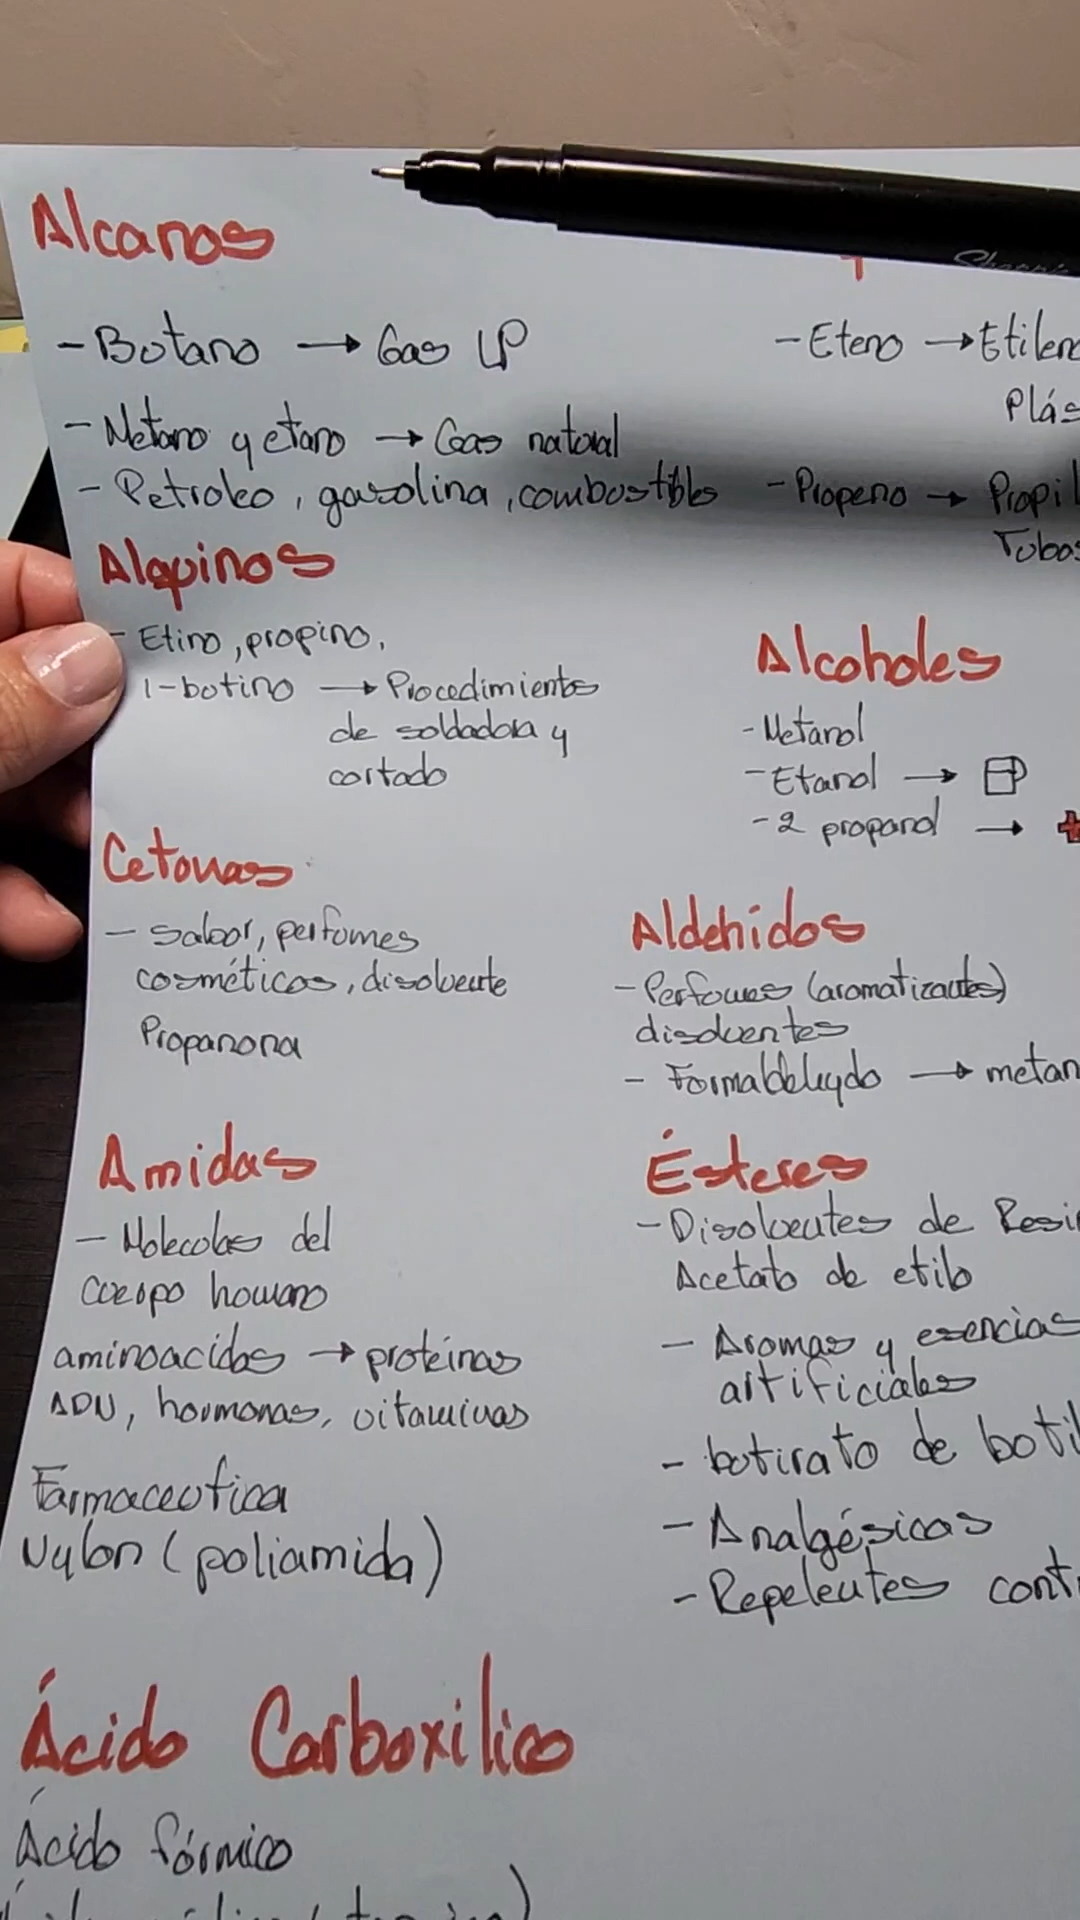 Alcanos
- Butano → Gas LP
- Metano y etano → Gas natural
- Petroleo, gasolina, combustibles
Alquinos
- Etino, propino,
1-butino → Procedimientos
de soldadura y
cortado
Cetonas
- Sabor, perfumes
cosméticos, disolvente
Propanona
Amidas
- Moleculas del
cuerpo humano
aminoacidos → proteínas
ADN, hormonas, vitaminas
Farmaceutica
Nylon (poliamida)
- Eteno → Etilen
Plás
- Propeno → Propil
Tubos
Alcoholes
- Metanol
- Etanol →
- 2 propanol →
Aldehidos
- Perfumes (aromatizantes)
disolventes
- Formaldehydo → metan
Ésteres
- Disolventes de Resi
Acetato de etilo
- Aromas y esencias
artificiales
- butirato de buti
- Analgésicos
- Repelentes cont
Ácido Carboxilico
Ácido fórmico